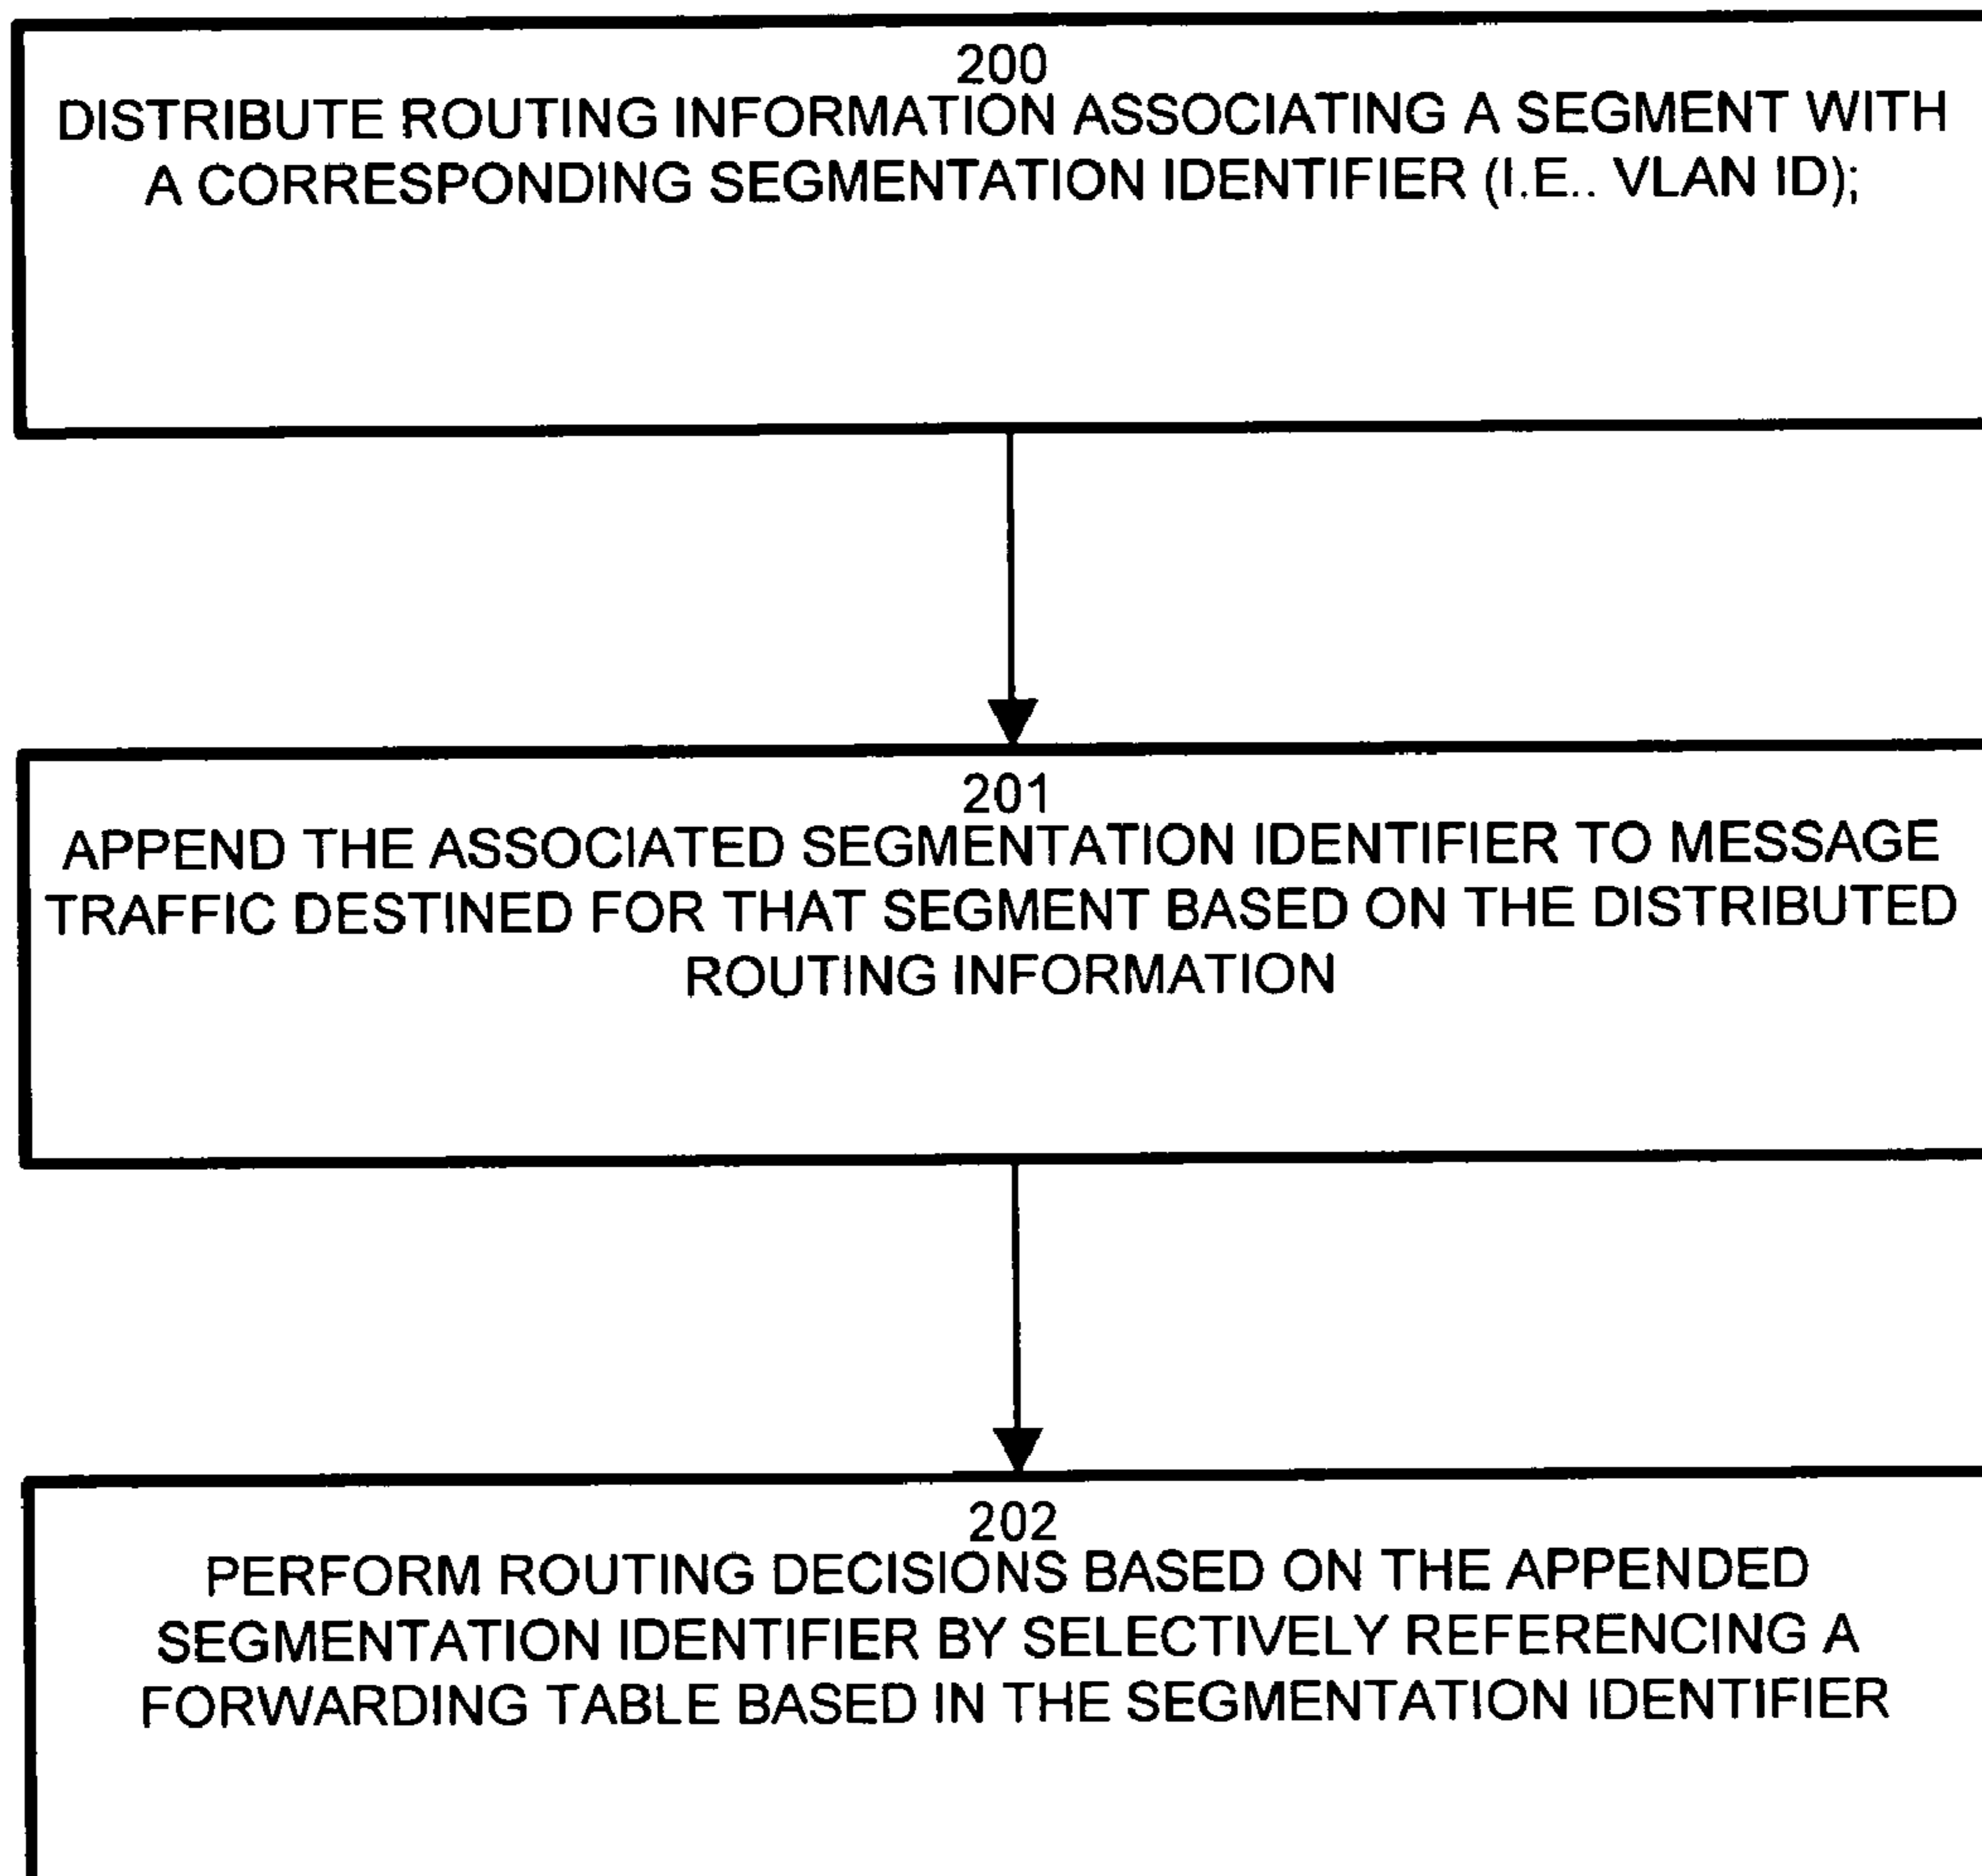 200
DISTRIBUTE ROUTING INFORMATION ASSOCIATING A SEGMENT WITH
A CORRESPONDING SEGMENTATION IDENTIFIER (I.E.. VLAN ID);
201
APPEND THE ASSOCIATED SEGMENTATION IDENTIFIER TO MESSAGE
TRAFFIC DESTINED FOR THAT SEGMENT BASED ON THE DISTRIBUTED
ROUTING INFORMATION
202
PERFORM ROUTING DECISIONS BASED ON THE APPENDED
SEGMENTATION IDENTIFIER BY SELECTIVELY REFERENCING A
FORWARDING TABLE BASED IN THE SEGMENTATION IDENTIFIER